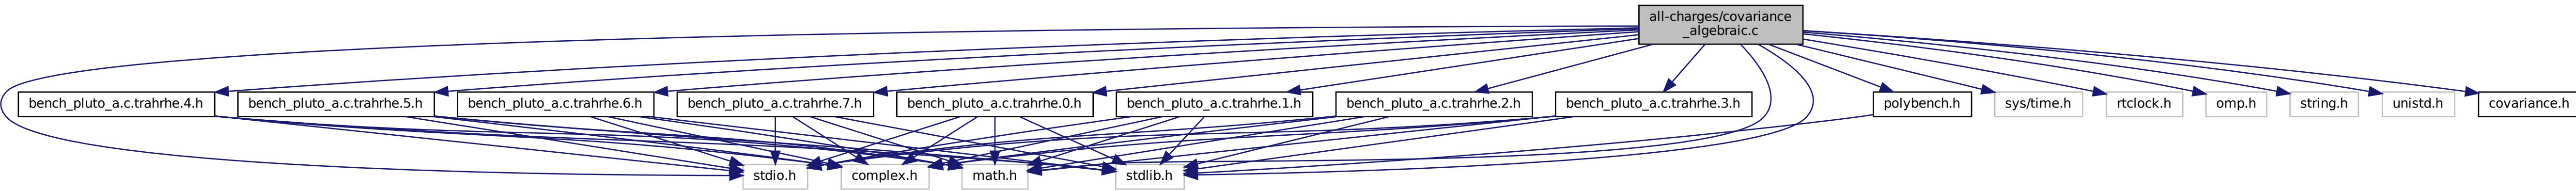 all-charges/covariance
_algebraic.c
bench_pluto_a.c.trahrhe.4.h
bench_pluto_a.c.trahrhe.5.h
bench_pluto_a.c.trahrhe.6.h
bench_pluto_a.c.trahrhe.7.h
bench_pluto_a.c.trahrhe.0.h
bench_pluto_a.c.trahrhe.1.h
bench_pluto_a.c.trahrhe.2.h
bench_pluto_a.c.trahrhe.3.h
polybench.h
sys/time.h
rtclock.h
omp.h
string.h
unistd.h
covariance.h
stdio.h
complex.h
math.h
stdlib.h